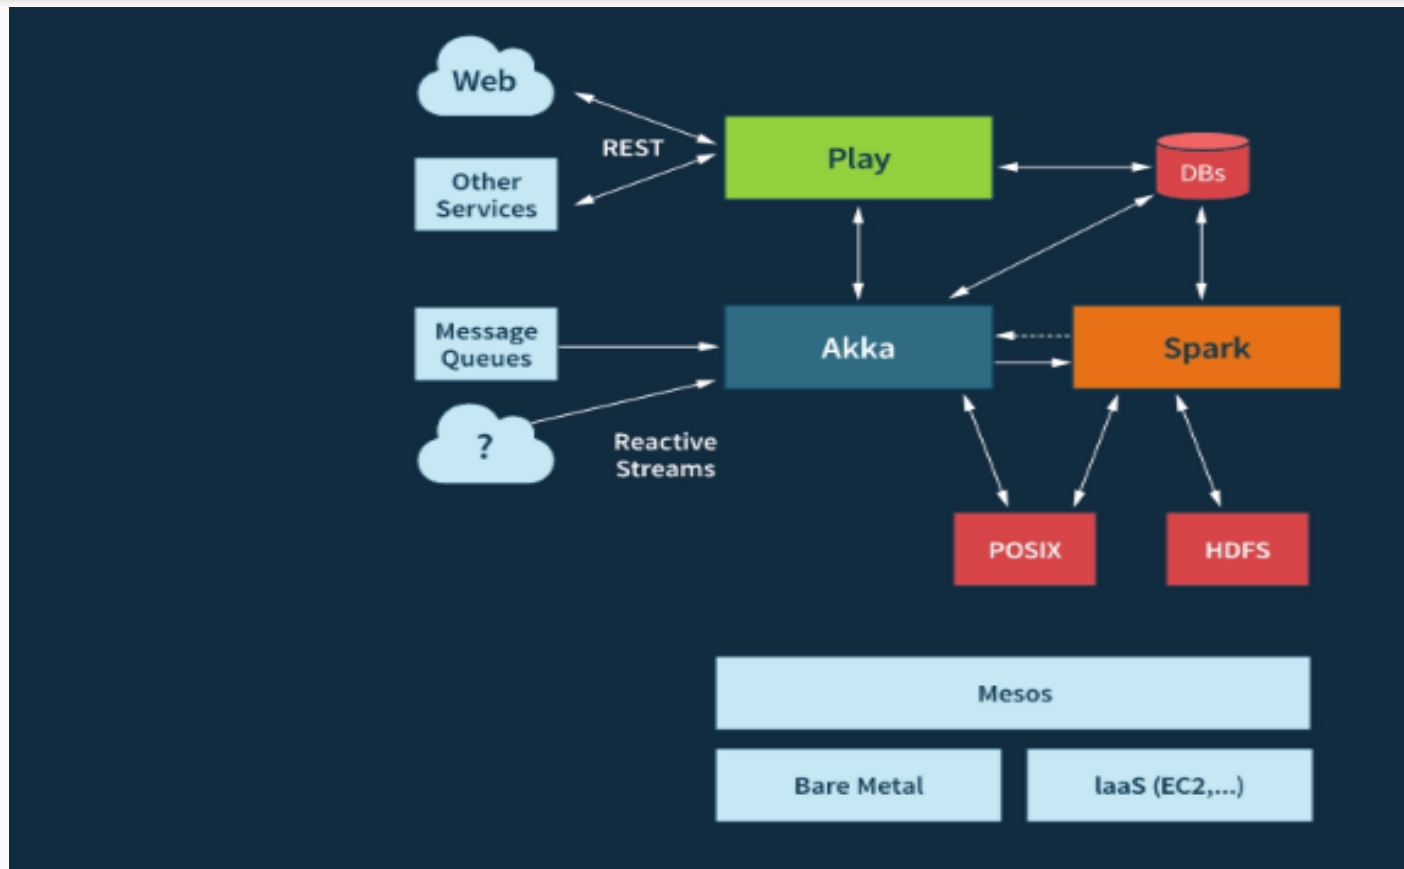 Web
REST
Play
DBs
Other
Services
Message
Queues
Akka
Spark
?
Reactive
Streams
POSIX
HDFS
Mesos
Bare Metal
IaaS (EC2,...)